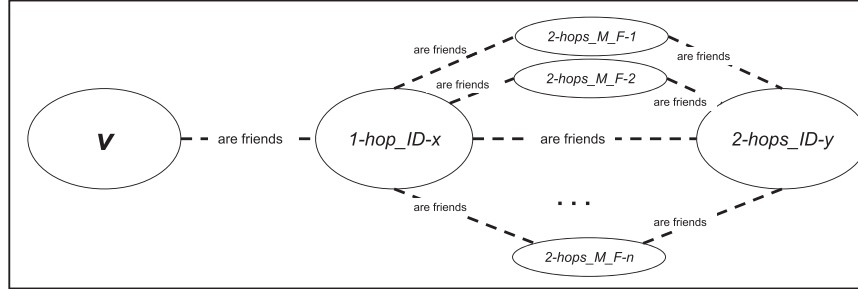 2-hops_M_F-1
are friends
are friends
2-hops_M_F-2
are friends
are friends
v
are friends
1-hop_ID-x
are friends
2-hops_ID-y
. . .
are friends
are friends
2-hops_M_F-n